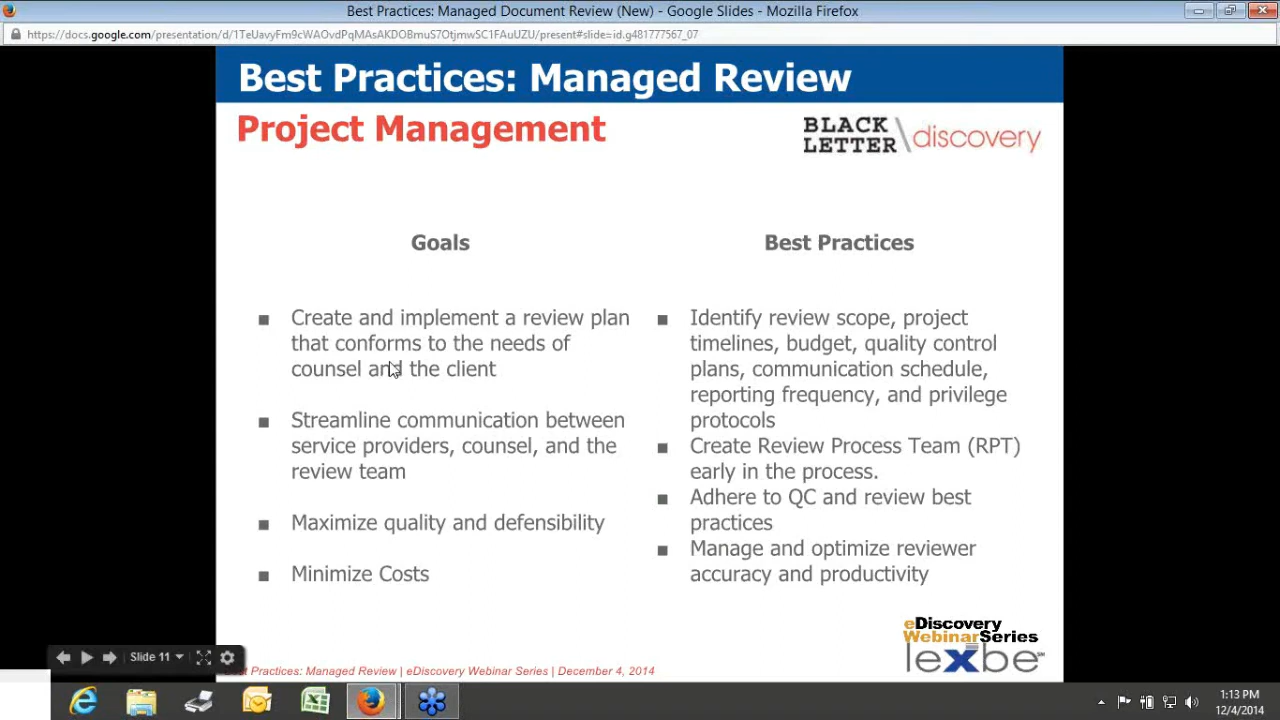 Best Practices: Managed Document Review (New) - Google Slides - Mozilla Firefox
https://docs.google.com/presentation/d/1TeUavyFm9cWAOvdPqMAsAKDOBmuS7OtjmwSC1FAuUZU/present#slide=id.g481777567_07
Best Practices: Managed Review
Project Management
BLACK
LETTER
discovery
Goals
Create and implement a review plan
that conforms to the needs of
counsel and the client
Streamline communication between
service providers, counsel, and the
review team
Maximize quality and defensibility
Minimize Costs
Best Practices
Identify review scope, project
timelines, budget, quality control
plans, communication schedule,
reporting frequency, and privilege
protocols
Create Review Process Team (RPT)
early in the process.
Adhere to QC and review best
practices
Manage and optimize reviewer
accuracy and productivity
eDiscovery
WebinarSeries
lexbe℠
Slide 11
est Practices: Managed Review | eDiscovery Webinar Series | December 4, 2014
1:13 PM
12/4/2014